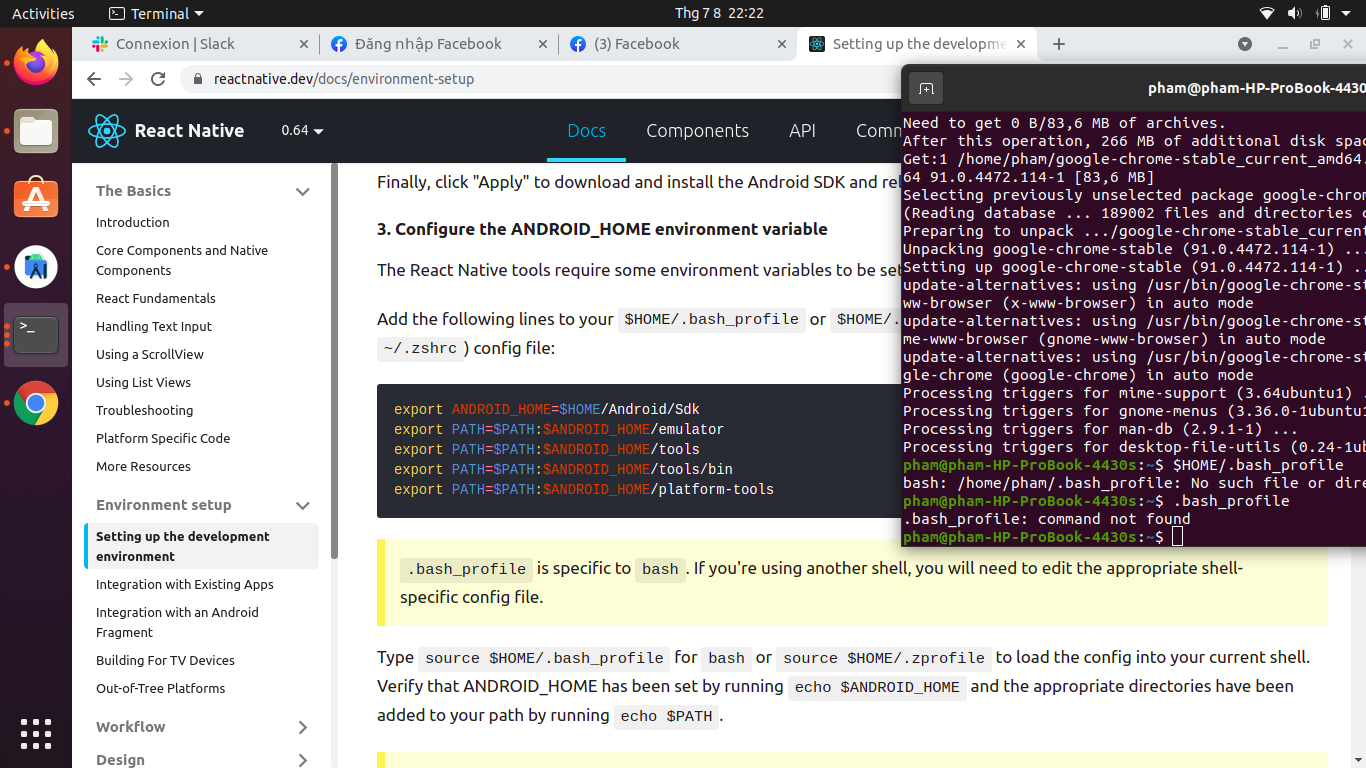 Activities
Terminal
Thg 7 8 22:22
Connexion | Slack
Đăng nhập Facebook
(3) Facebook
Setting up the developme
reactnative.dev/docs/environment-setup
React Native
0.64
Docs
Components
API
Comm
The Basics
Introduction
Core Components and Native
Components
React Fundamentals
Handling Text Input
Using a ScrollView
Using List Views
Troubleshooting
Platform Specific Code
More Resources
Environment setup
Setting up the development
environment
Integration with Existing Apps
Integration with an Android
Fragment
Building For TV Devices
Out-of-Tree Platforms
Workflow
Design
Finally, click "Apply" to download and install the Android SDK and rel
3. Configure the ANDROID_HOME environment variable
The React Native tools require some environment variables to be set
Add the following lines to your $HOME/.bash_profile or $HOME/.
~/.zshrc ) config file:
export ANDROID_HOME=$HOME/Android/Sdk
export PATH=$PATH:$ANDROID_HOME/emulator
export PATH=$PATH:$ANDROID_HOME/tools
export PATH=$PATH:$ANDROID_HOME/tools/bin
export PATH=$PATH:$ANDROID_HOME/platform-tools
.bash_profile is specific to bash . If you're using another shell, you will need to edit the appropriate shell-
specific config file.
Type source $HOME/.bash_profile for bash or source $HOME/.zprofile to load the config into your current shell.
Verify that ANDROID_HOME has been set by running echo $ANDROID_HOME and the appropriate directories have been
added to your path by running echo $PATH .
pham@pham-HP-ProBook-4430
Need to get 0 B/83,6 MB of archives.
After this operation, 266 MB of additional disk spac
Get:1 /home/pham/google-chrome-stable_current_amd64.
64 91.0.4472.114-1 [83,6 MB]
Selecting previously unselected package google-chrom
(Reading database ... 189002 files and directories c
Preparing to unpack .../google-chrome-stable_current
Unpacking google-chrome-stable (91.0.4472.114-1) ...
Setting up google-chrome-stable (91.0.4472.114-1) ..
update-alternatives: using /usr/bin/google-chrome-st
ww-browser (x-www-browser) in auto mode
update-alternatives: using /usr/bin/google-chrome-st
me-www-browser (gnome-www-browser) in auto mode
update-alternatives: using /usr/bin/google-chrome-st
gle-chrome (google-chrome) in auto mode
Processing triggers for mime-support (3.64ubuntu1) .
Processing triggers for gnome-menus (3.36.0-1ubuntu1
Processing triggers for man-db (2.9.1-1) ...
Processing triggers for desktop-file-utils (0.24-1ub
pham@pham-HP-ProBook-4430s:~$ $HOME/.bash_profile
bash: /home/pham/.bash_profile: No such file or dire
pham@pham-HP-ProBook-4430s:~$ .bash_profile
.bash_profile: command not found
pham@pham-HP-ProBook-4430s:~$